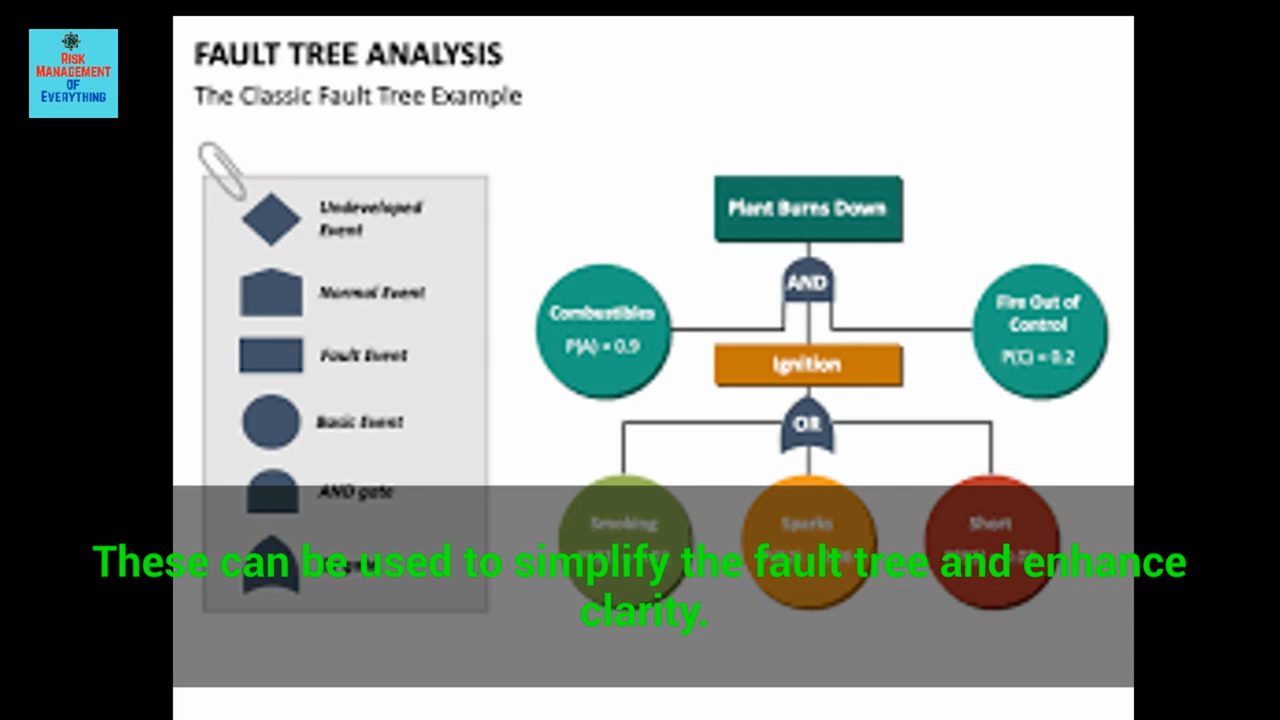 RISK
MANAGEMENT
OF
EVERYTHING
FAULT TREE ANALYSIS
The Classic Fault Tree Example
Undeveloped
Event
Normal Event
Fault Event
Basic Event
AND gate
Plant Burns Down
AND
Combustibles
P(A) = 0.9
Fire Out of
Control
P(C) = 0.2
Ignition
OR
Smoking
Sparks
Short
These can be used to simplify the fault tree and enhance
clarity.